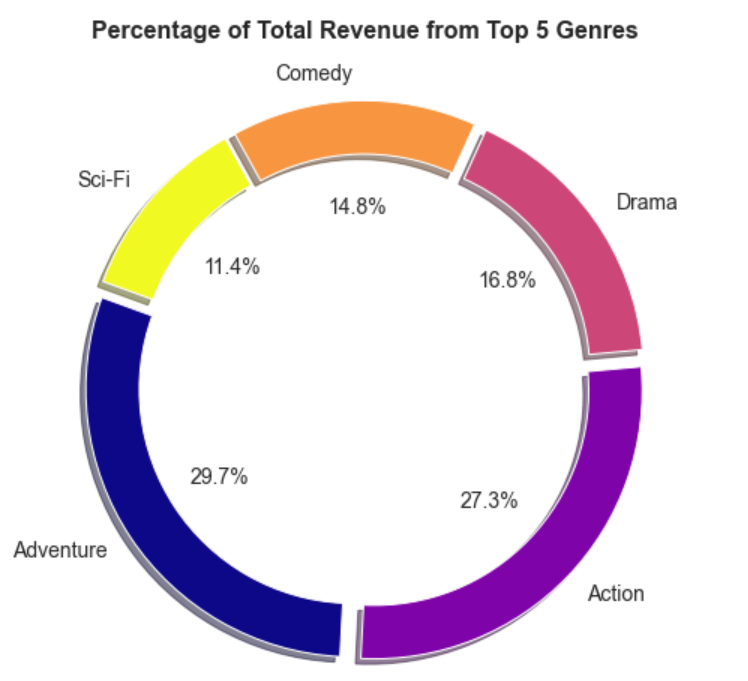 Percentage of Total Revenue from Top 5 Genres
Comedy
Sci-Fi
Drama
14.8%
11.4%
16.8%
29.7%
27.3%
Adventure
Action